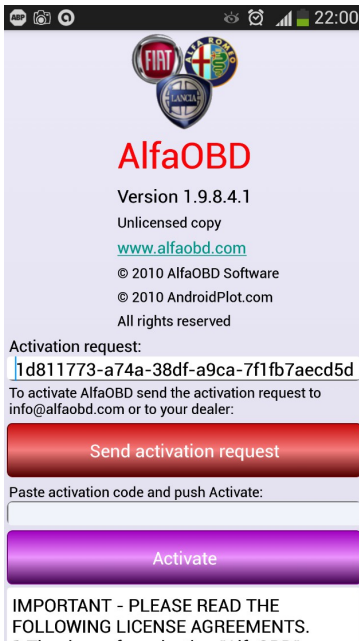 ABP
22:00
FIAT
ALFA ROMEO
LANCIA
AlfaOBD
Version 1.9.8.4.1
Unlicensed copy
www.alfaobd.com
© 2010 AlfaOBD Software
© 2010 AndroidPlot.com
All rights reserved
Activation request:
1d811773-a74a-38df-a9ca-7f1fb7aecd5d
To activate AlfaOBD send the activation request to
info@alfaobd.com or to your dealer:
Send activation request
Paste activation code and push Activate:
Activate
IMPORTANT - PLEASE READ THE
FOLLOWING LICENSE AGREEMENTS.